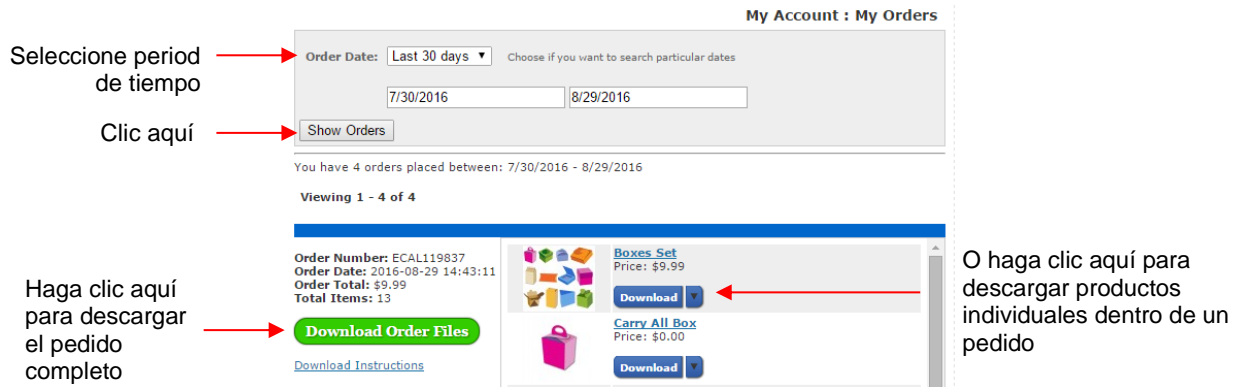 My Account : My Orders
Seleccione period
de tiempo
Order Date: Last 30 days Choose if you want to search particular dates
7/30/2016 8/29/2016
Clic aquí
Show Orders
You have 4 orders placed between: 7/30/2016 - 8/29/2016
Viewing 1 - 4 of 4
Order Number: ECAL119837
Order Date: 2016-08-29 14:43:11
Order Total: $9.99
Total Items: 13
Haga clic aquí
para descargar
el pedido
completo
Download Order Files
Download Instructions
Boxes Set
Price: $9.99
Download
Carry All Box
Price: $0.00
Download
O haga clic aquí para
descargar productos
individuales dentro de un
pedido